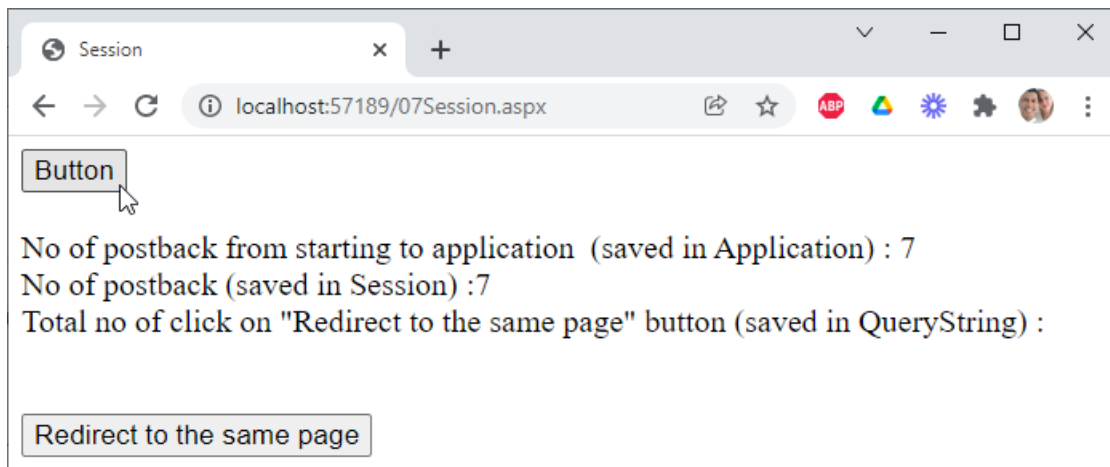 Session
localhost:57189/07Session.aspx
ABP
Button
No of postback from starting to application  (saved in Application) : 7
No of postback (saved in Session) :7
Total no of click on "Redirect to the same page" button (saved in QueryString) :
Redirect to the same page